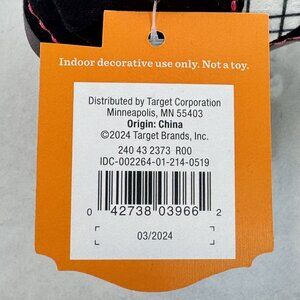 Indoor decorative use only. Not a toy.
Distributed by Target Corporation
Minneapolis, MN 55403
Origin: China
©2024 Target Brands, Inc.
240 43 2373 R00
IDC-002264-01-214-0519
0 42738 03966 2
03/2024